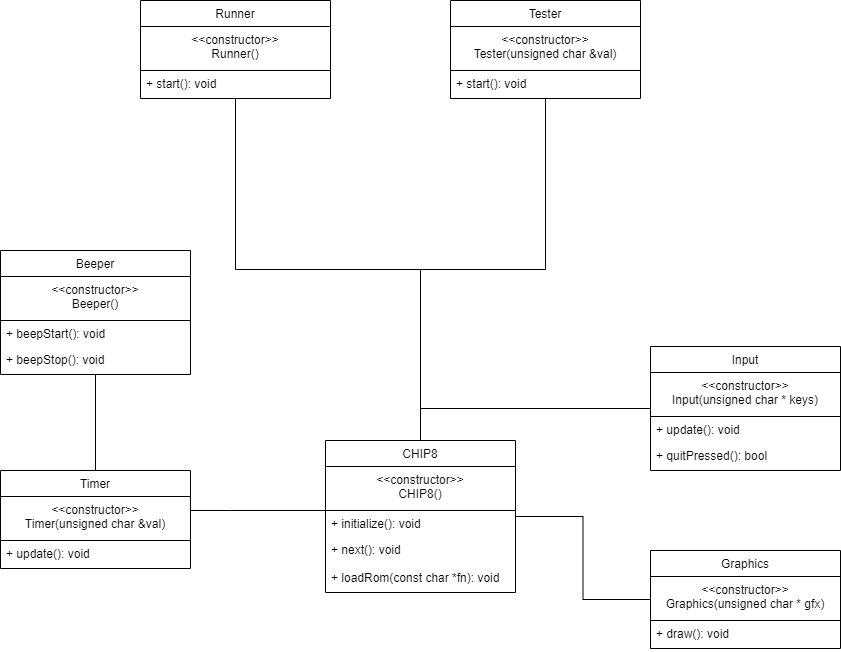 Runner
<<constructor>>
Runner()
+ start(): void
Tester
<<constructor>>
Tester(unsigned char &val)
+ start(): void
Beeper
<<constructor>>
Beeper()
+ beepStart(): void
+ beepStop(): void
Input
<<constructor>>
Input(unsigned char * keys)
+ update(): void
+ quitPressed(): bool
CHIP8
<<constructor>>
CHIP8()
+ initialize(): void
+ next(): void
+ loadRom(const char *fn): void
Timer
<<constructor>>
Timer(unsigned char &val)
+ update(): void
Graphics
<<constructor>>
Graphics(unsigned char * gfx)
+ draw(): void